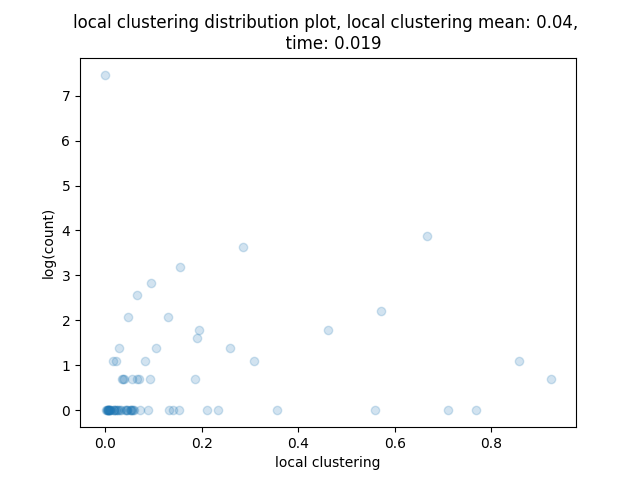 local clustering distribution plot, local clustering mean: 0.04,
time: 0.019
7
6
5
4
3
2
1
0
log(count)
0.0 0.2 0.4 0.6 0.8
local clustering